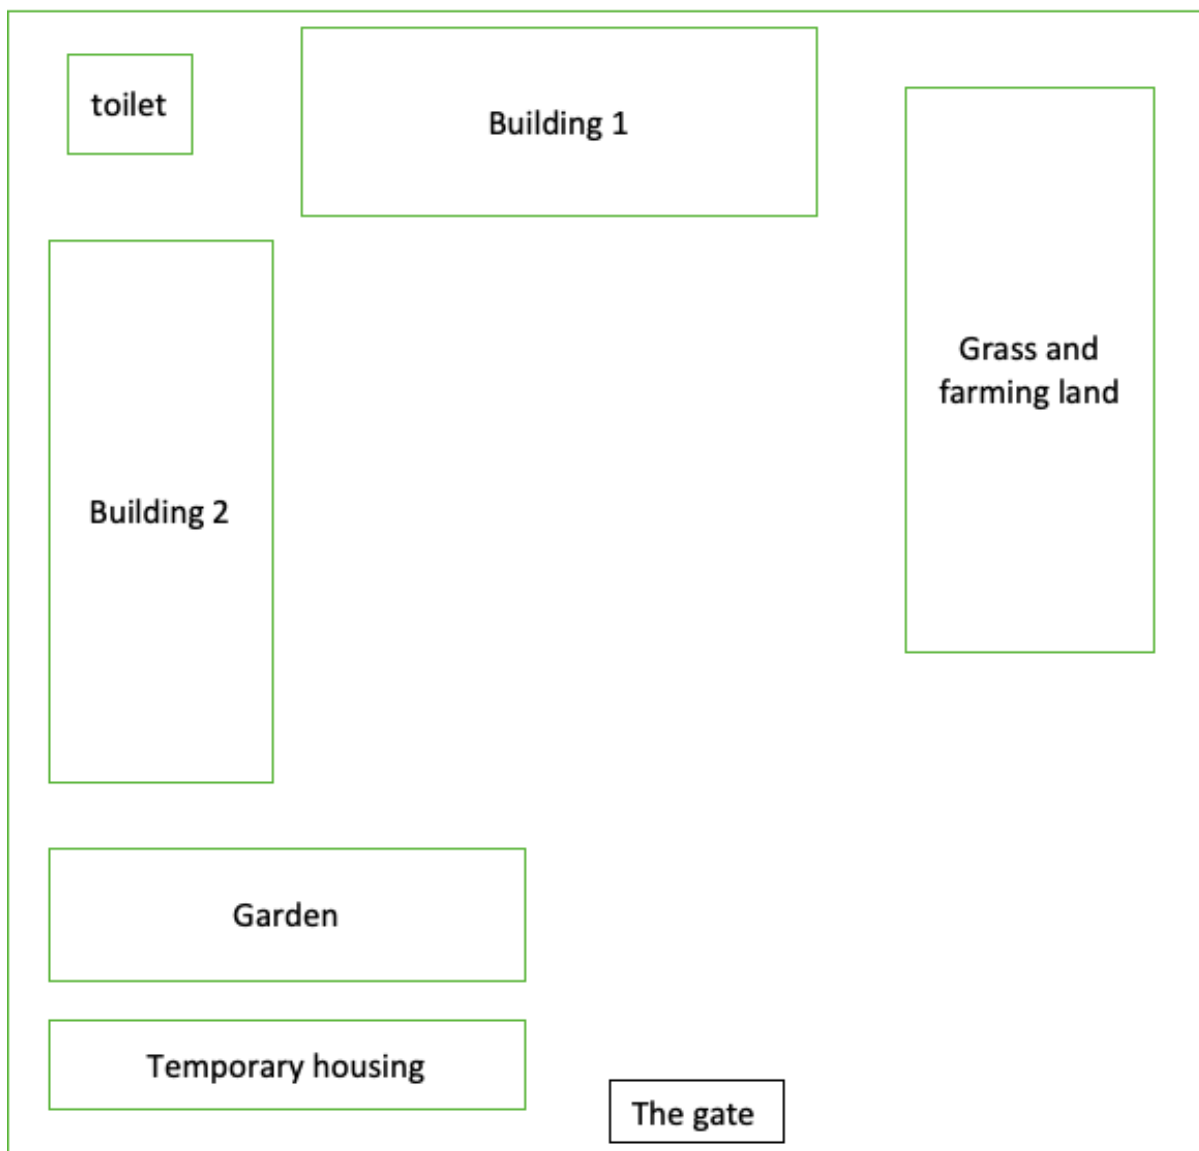 toilet
Building 1
Grass and
farming land
Building 2
Garden
Temporary housing
The gate